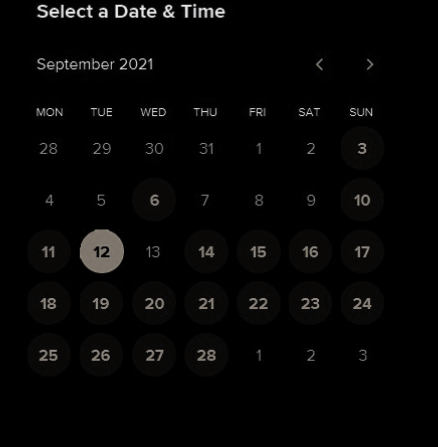 Select a Date & Time
September 2021
MON TUE WED THU FRI SAT SUN
28 29 30 31 1 2 3
4 5 6 7 8 9 10
11 12 13 14 15 16 17
18 19 20 21 22 23 24
25 26 27 28 1 2 3